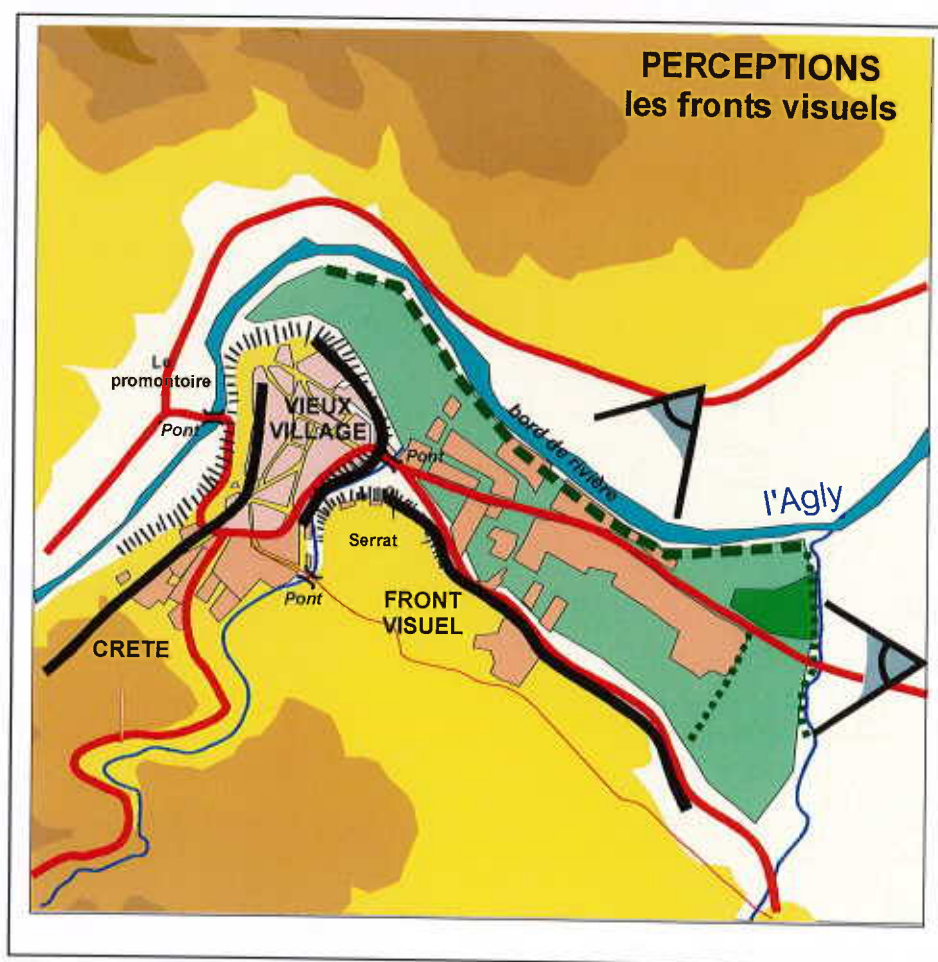 PERCEPTIONS
les fronts visuels
Le
promontoire
Pont
VIEUX
VILLAGE
Pont
bord de rivière
l'Agly
Serrat
Pont
FRONT
VISUEL
CRETE